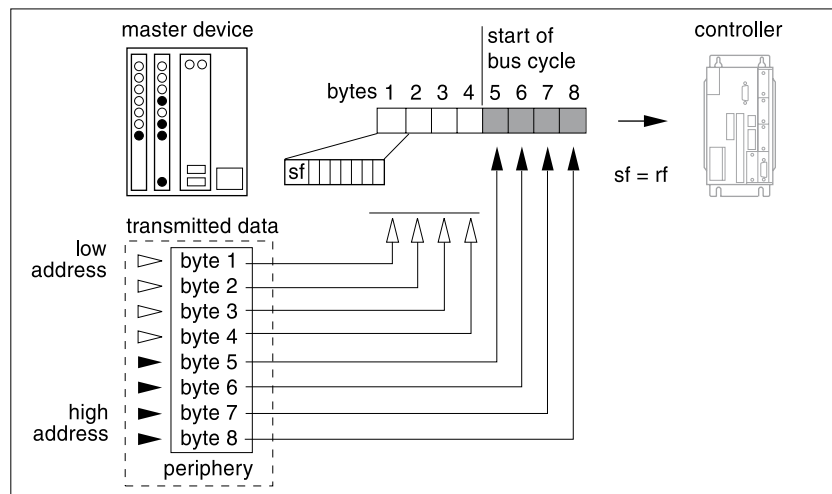 master device
start of
bus cycle
controller
bytes 1 2 3 4 5 6 7 8
sf
sf = rf
transmitted data
low
address
byte 1
byte 2
byte 3
byte 4
byte 5
byte 6
high
address
byte 7
byte 8
periphery